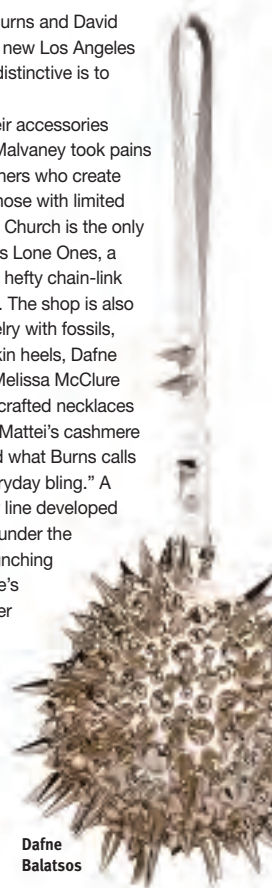 urns and David
new Los Angeles
distinctive is to
eir accessories
Malvaney took pains
ners who create
hose with limited
Church is the only
s Lone Ones, a
hefty chain-link
. The shop is also
elry with fossils,
kin heels, Dafne
Melissa McClure
crafted necklaces
Mattei's cashmere
d what Burns calls
ryday bling." A
line developed
under the
unching
e's
er
Dafne
Balatsos